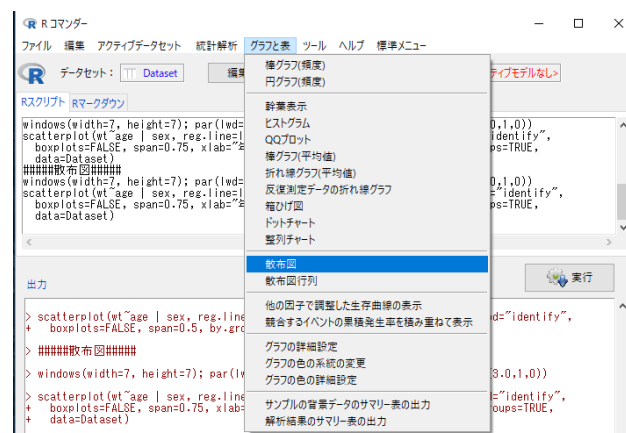 R コマンダー
ファイル 編集 アクティブデータセット 統計解析 グラフと表 ツール ヘルプ 標準メニュー
データセット: Dataset 編集
ティブモデルなし>
Rスクリプト Rマークダウン
windows(width=7, height=7); par(lwd= 0,1,0))
scatterplot(wt~age | sex, reg.line=l identify",
boxplots=FALSE, span=0.75, xlab="年 ps=TRUE,
data=Dataset)
#####散布図#####
windows(width=7, height=7); par(lwd= 0,1,0))
scatterplot(wt~age | sex, reg.line=l ="identify",
boxplots=FALSE, span=0.75, xlab="年 ps=TRUE,
data=Dataset)
棒グラフ(頻度)
円グラフ(頻度)
幹葉表示
ヒストグラム
QQプロット
棒グラフ(平均値)
折れ線グラフ(平均値)
反復測定データの折れ線グラフ
箱ひげ図
ドットチャート
整列チャート
散布図
散布図行列
他の因子で調整した生存曲線の表示
競合するイベントの累積発生率を積み重ねて表示
グラフの詳細設定
グラフの色の系統の変更
グラフの色の詳細設定
サンプルの背景データのサマリー表の出力
解析結果のサマリー表の出力
出力
実行
> scatterplot(wt~age | sex, reg.line d="identify",
+ boxplots=FALSE, span=0.5, by.gro
> #####散布図#####
> windows(width=7, height=7); par(lw 3.0,1,0))
> scatterplot(wt~age | sex, reg.line ="identify",
+ boxplots=FALSE, span=0.75, xlab= oups=TRUE,
+ data=Dataset)